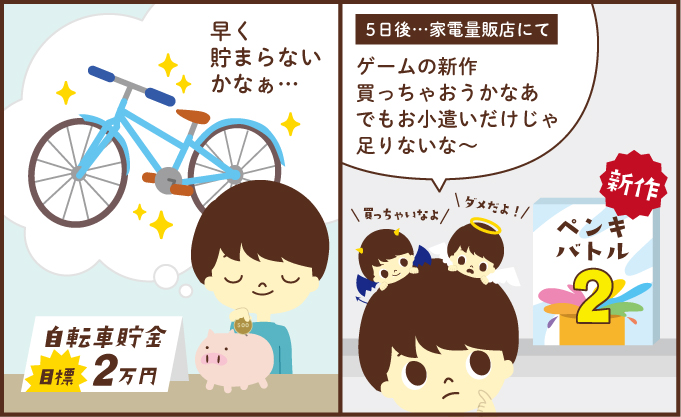 早く
貯まらない
かなぁ…
100
自転車貯金
目標 2万円
5日後…家電量販店にて
ゲームの新作
買っちゃおうかなあ
でもお小遣いだけじゃ
足りないな～
買っちゃいなよ
ダメだよ！
新作
ペンキ
バトル
2